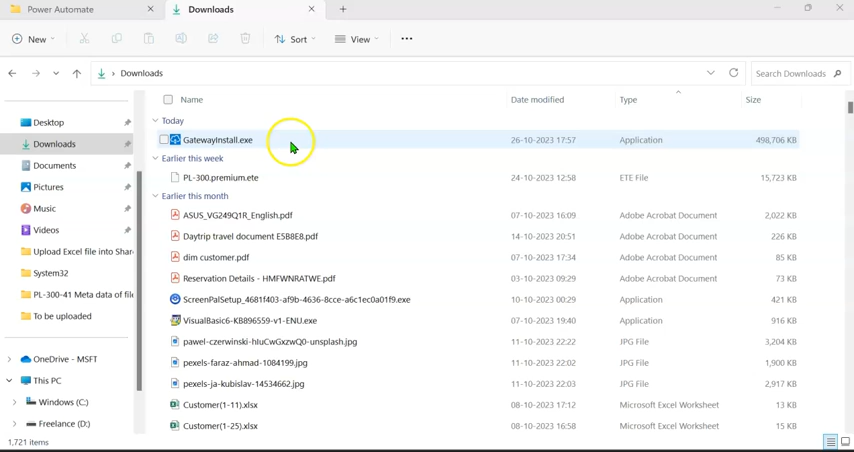 Power Automate
Downloads
New
Sort
View
Downloads
Search Downloads
Name Date modified Type Size
Desktop
Downloads
Documents
Pictures
Music
Videos
Upload Excel file into Shar
System32
PL-300-41 Meta data of file
To be uploaded
OneDrive - MSFT
This PC
Windows (C:)
Freelance (D:)
Today
GatewayInstall.exe 26-10-2023 17:57 Application 498,706 KB
Earlier this week
PL-300.premium.ete 24-10-2023 12:58 ETE File 15,723 KB
Earlier this month
ASUS_VG249Q1R_English.pdf 07-10-2023 16:09 Adobe Acrobat Document 2,022 KB
Daytrip travel document E5B8E8.pdf 14-10-2023 20:51 Adobe Acrobat Document 226 KB
dim customer.pdf 07-10-2023 17:34 Adobe Acrobat Document 85 KB
Reservation Details - HMFWNRATWE.pdf 03-10-2023 09:29 Adobe Acrobat Document 73 KB
ScreenPalSetup_4681f403-af9b-4636-8cce-a6c1ec0a01f9.exe 10-10-2023 00:29 Application 421 KB
VisualBasic6-KB896559-v1-ENU.exe 07-10-2023 19:40 Application 916 KB
pawel-czerwinski-hIuCwGxzwQ0-unsplash.jpg 11-10-2023 22:22 JPG File 3,204 KB
pexels-faraz-ahmad-1084199.jpg 11-10-2023 22:02 JPG File 1,900 KB
pexels-ja-kubislav-14534662.jpg 11-10-2023 22:03 JPG File 2,917 KB
Customer(1-11).xlsx 08-10-2023 17:12 Microsoft Excel Worksheet 13 KB
Customer(1-25).xlsx 08-10-2023 16:58 Microsoft Excel Worksheet 15 KB
1,721 items